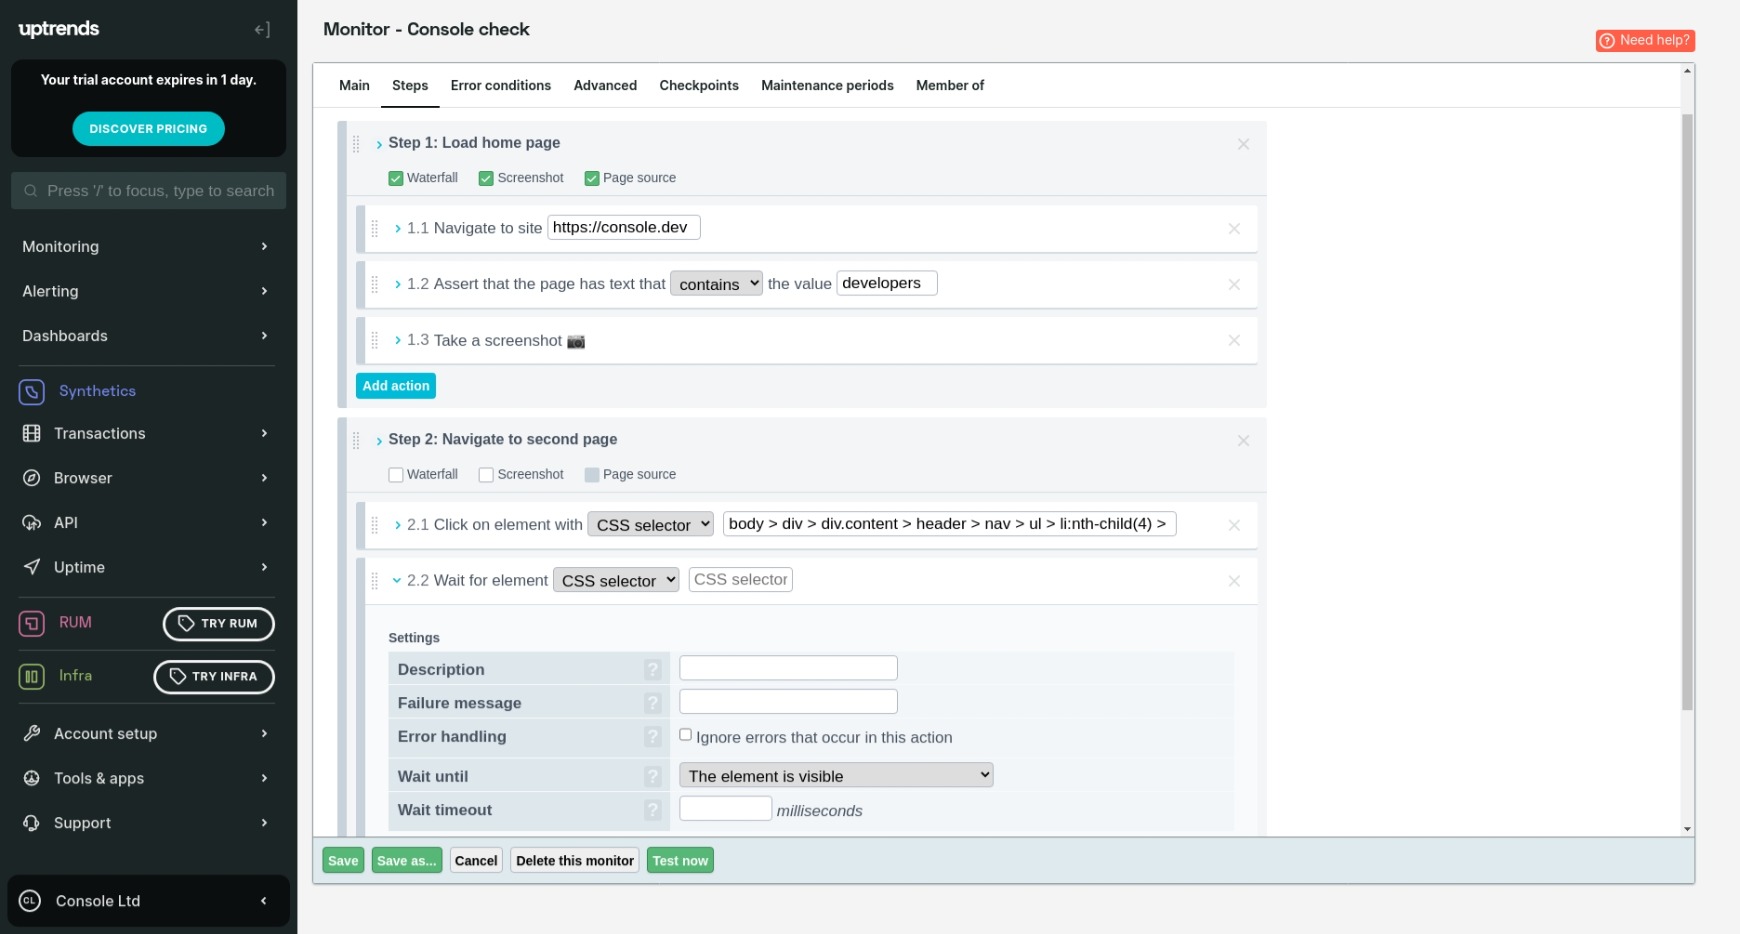 uptrends
Your trial account expires in 1 day.
DISCOVER PRICING
Press '/' to focus, type to search
Monitoring
Alerting
Dashboards
Synthetics
Transactions
Browser
API
Uptime
RUM TRY RUM
Infra TRY INFRA
Account setup
Tools & apps
Support
CL Console Ltd
Monitor - Console check
Need help?
Main Steps Error conditions Advanced Checkpoints Maintenance periods Member of
Step 1: Load home page
Waterfall Screenshot Page source
1.1 Navigate to site https://console.dev
1.2 Assert that the page has text that contains the value developers
1.3 Take a screenshot 📷
Add action
Step 2: Navigate to second page
Waterfall Screenshot Page source
2.1 Click on element with CSS selector body > div > div.content > header > nav > ul > li:nth-child(4) >
2.2 Wait for element CSS selector CSS selector
Settings
Description ?
Failure message ?
Error handling ? Ignore errors that occur in this action
Wait until ? The element is visible
Wait timeout ? milliseconds
Save Save as... Cancel Delete this monitor Test now